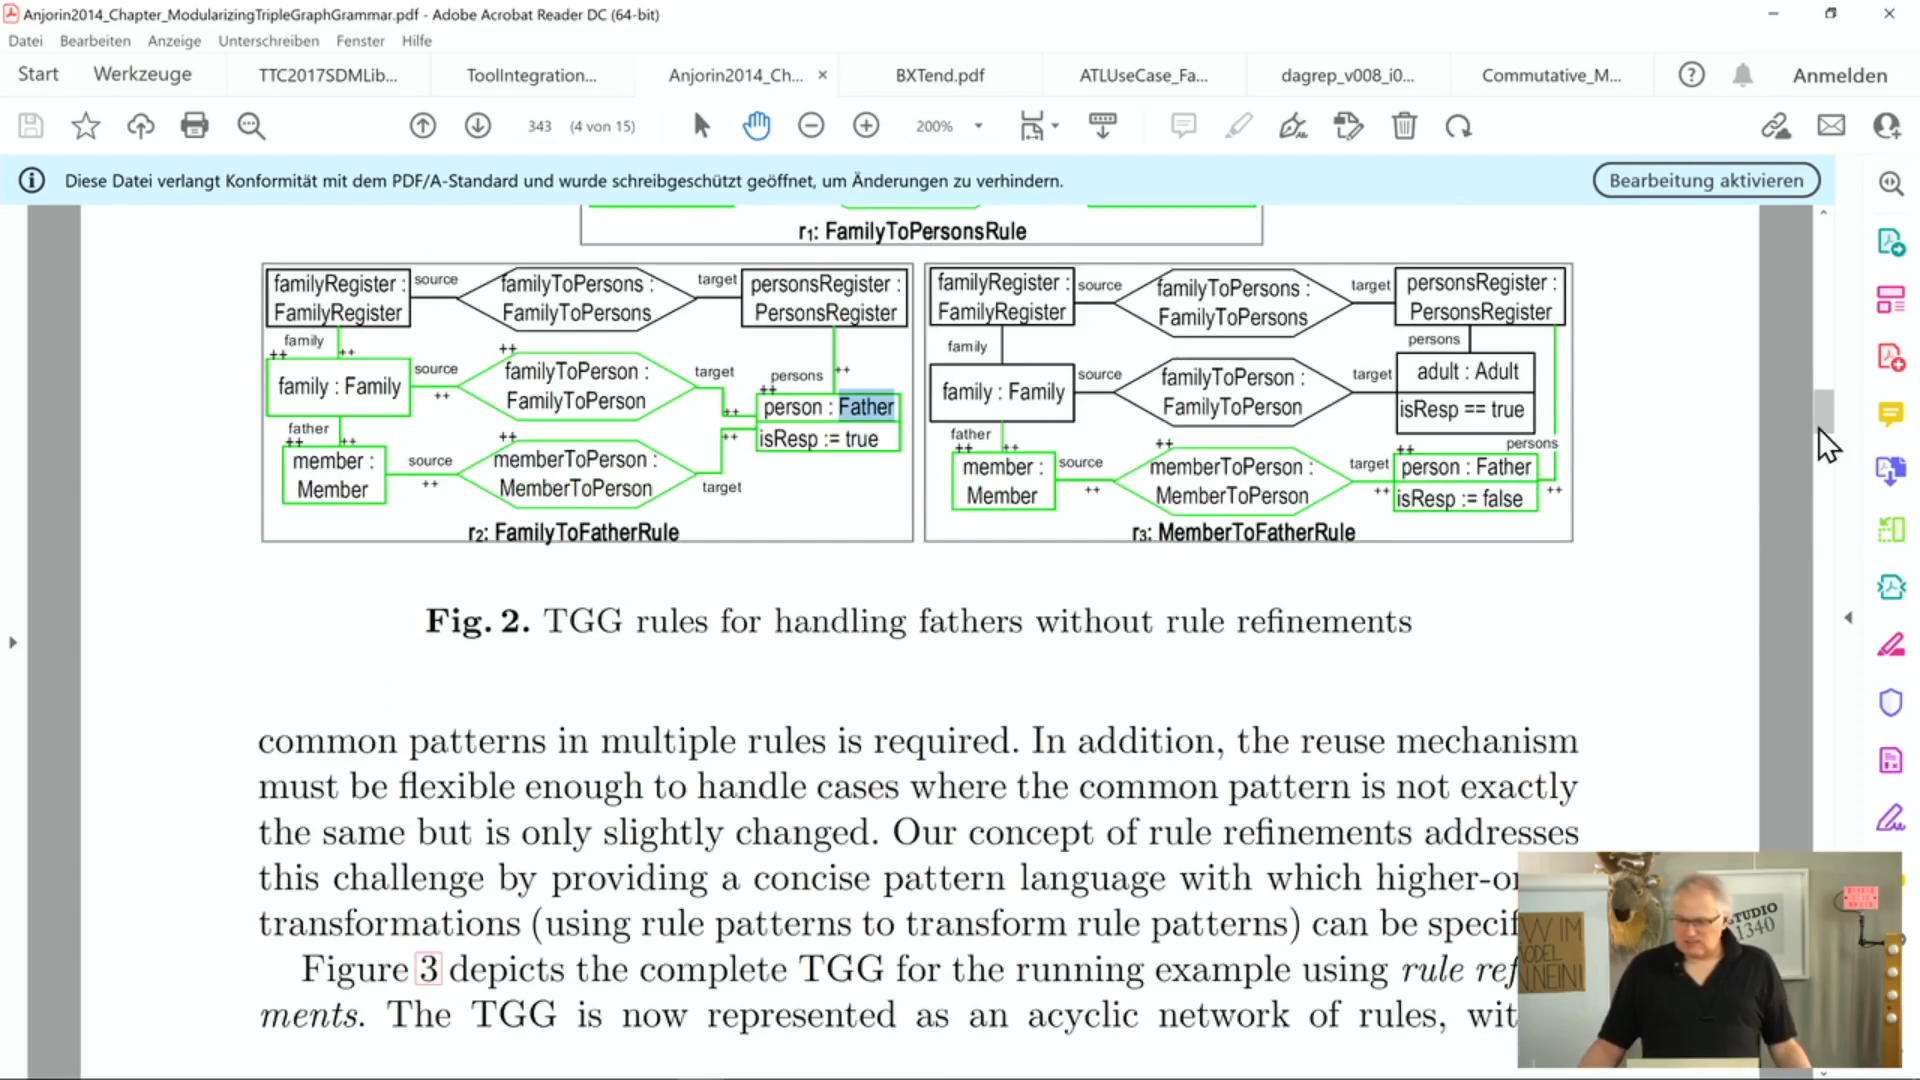 Anjorin2014_Chapter_ModularizingTripleGraphGrammar.pdf - Adobe Acrobat Reader DC (64-bit)
Datei Bearbeiten Anzeige Unterschreiben Fenster Hilfe
Start Werkzeuge TTC2017SDMLib... ToolIntegration... Anjorin2014_Ch... × BXTend.pdf ATLUseCase_Fa... dagrep_v008_i0... Commutative_M... Anmelden
343 (4 von 15) 200%
Diese Datei verlangt Konformität mit dem PDF/A-Standard und wurde schreibgeschützt geöffnet, um Änderungen zu verhindern. Bearbeitung aktivieren
r1: FamilyToPersonsRule
familyRegister :
FamilyRegister
source
familyToPersons :
FamilyToPersons
target
personsRegister :
PersonsRegister
family
++ ++
family : Family
source
++
++
familyToPerson :
FamilyToPerson
target
++
persons
++
++
person : Father
isResp := true
father
++ ++
member :
Member
source
++
++
memberToPerson :
MemberToPerson
++
target
r2: FamilyToFatherRule
familyRegister :
FamilyRegister
source
familyToPersons :
FamilyToPersons
target
personsRegister :
PersonsRegister
family
family : Family
source
familyToPerson :
FamilyToPerson
target
persons
adult : Adult
isResp == true
father
++ ++
member :
Member
source
++
++
memberToPerson :
MemberToPerson
target
++
++
persons
person : Father
isResp := false
++
r3: MemberToFatherRule
Fig. 2. TGG rules for handling fathers without rule refinements
common patterns in multiple rules is required. In addition, the reuse mechanism
must be flexible enough to handle cases where the common pattern is not exactly
the same but is only slightly changed. Our concept of rule refinements addresses
this challenge by providing a concise pattern language with which higher-or
transformations (using rule patterns to transform rule patterns) can be specif
Figure 3 depicts the complete TGG for the running example using rule ref
ments. The TGG is now represented as an acyclic network of rules, wit
STUDIO
1340
W IM
ODEL
N.NEIN!